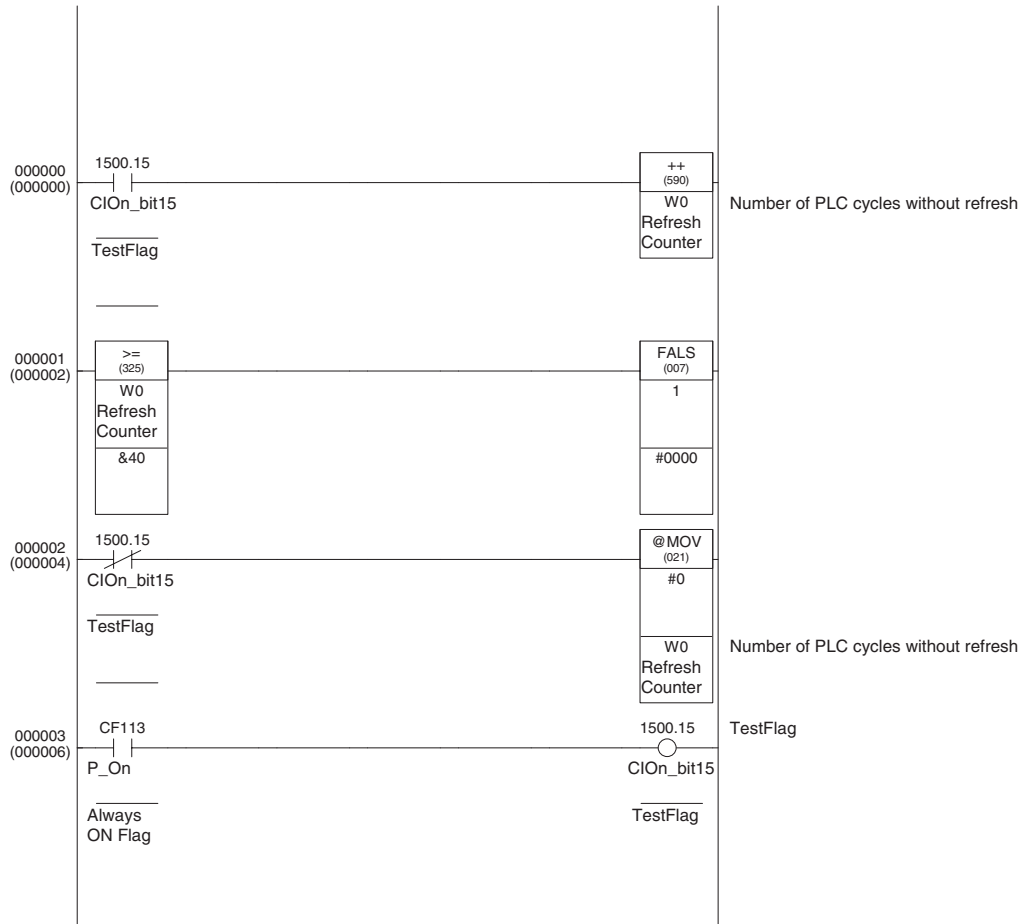 000000
(000000)
1500.15
CIOn_bit15
TestFlag
++
(590)
W0
Refresh
Counter
Number of PLC cycles without refresh
000001
(000002)
>=
(325)
W0
Refresh
Counter
&40
FALS
(007)
1
#0000
000002
(000004)
1500.15
CIOn_bit15
TestFlag
@MOV
(021)
#0
W0
Refresh
Counter
Number of PLC cycles without refresh
000003
(000006)
CF113
P_On
Always
ON Flag
1500.15
CIOn_bit15
TestFlag
TestFlag